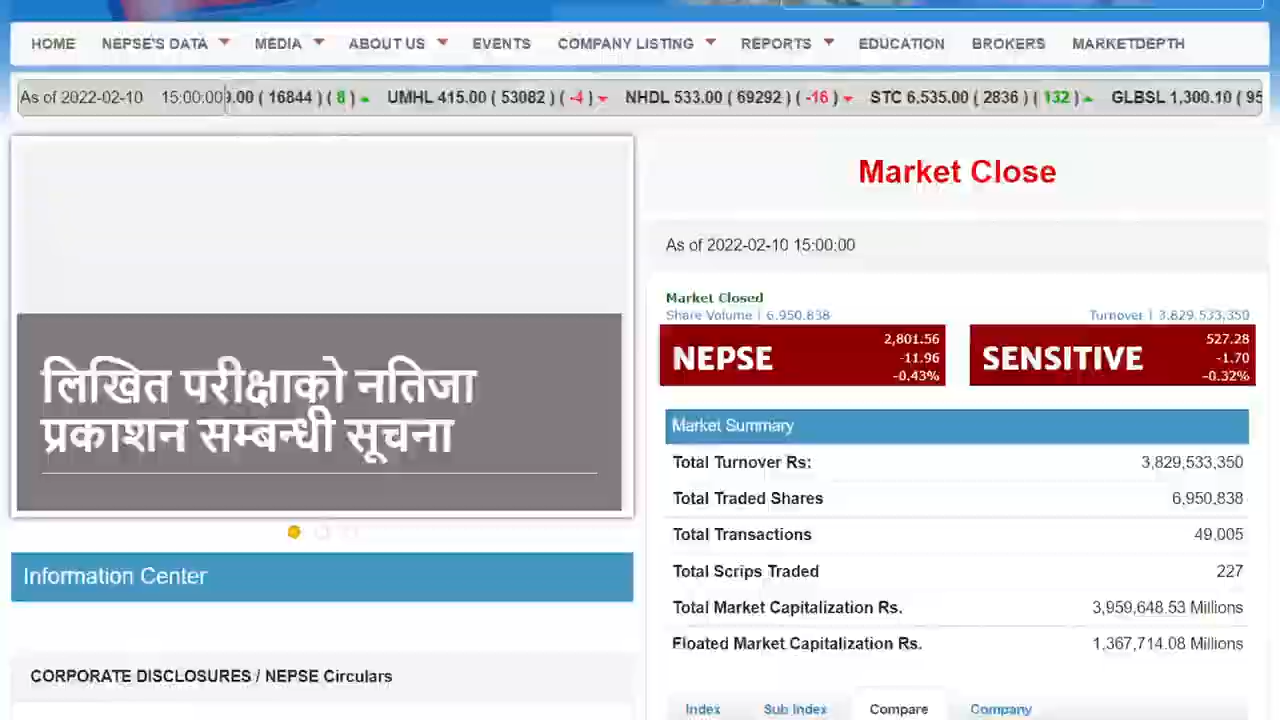 HOME NEPSE'S DATA MEDIA ABOUT US EVENTS COMPANY LISTING REPORTS EDUCATION BROKERS MARKETDEPTH
As of 2022-02-10 15:00:00 .00 ( 16844 ) ( 8 ) UMHL 415.00 ( 53082 ) ( -4 ) NHDL 533.00 ( 69292 ) ( -16 ) STC 6,535.00 ( 2836 ) ( 132 ) GLBSL 1,300.10 ( 95
लिखित परीक्षाको नतिजा
प्रकाशन सम्बन्धी सूचना
Information Center
CORPORATE DISCLOSURES / NEPSE Circulars
Market Close
As of 2022-02-10 15:00:00
Market Closed
Share Volume | 6,950,838 Turnover | 3,829,533,350
NEPSE 2,801.56 -11.96 -0.43%
SENSITIVE 527.28 -1.70 -0.32%
Market Summary
Total Turnover Rs: 3,829,533,350
Total Traded Shares 6,950,838
Total Transactions 49,005
Total Scrips Traded 227
Total Market Capitalization Rs. 3,959,648.53 Millions
Floated Market Capitalization Rs. 1,367,714.08 Millions
Index Sub Index Compare Company